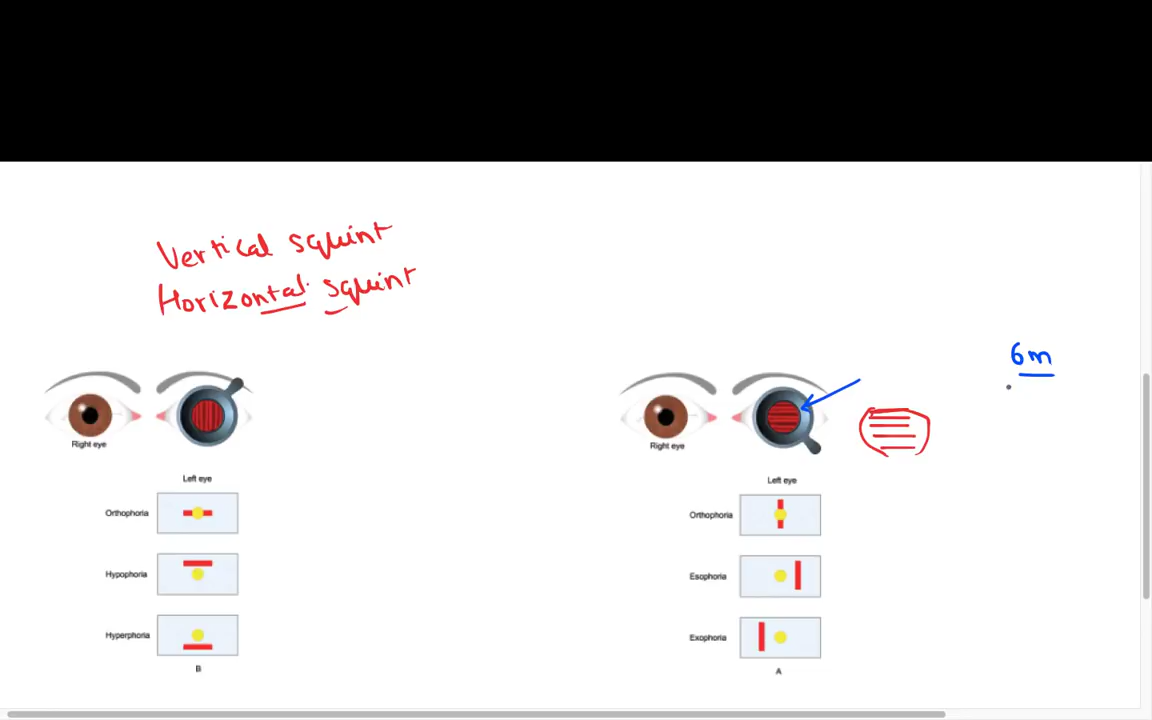 Vertical squint
Horizontal squint
6m
Right eye
Left eye
Orthophoria
Hypophoria
Hyperphoria
B
Right eye
Left eye
Orthophoria
Esophoria
Exophoria
A